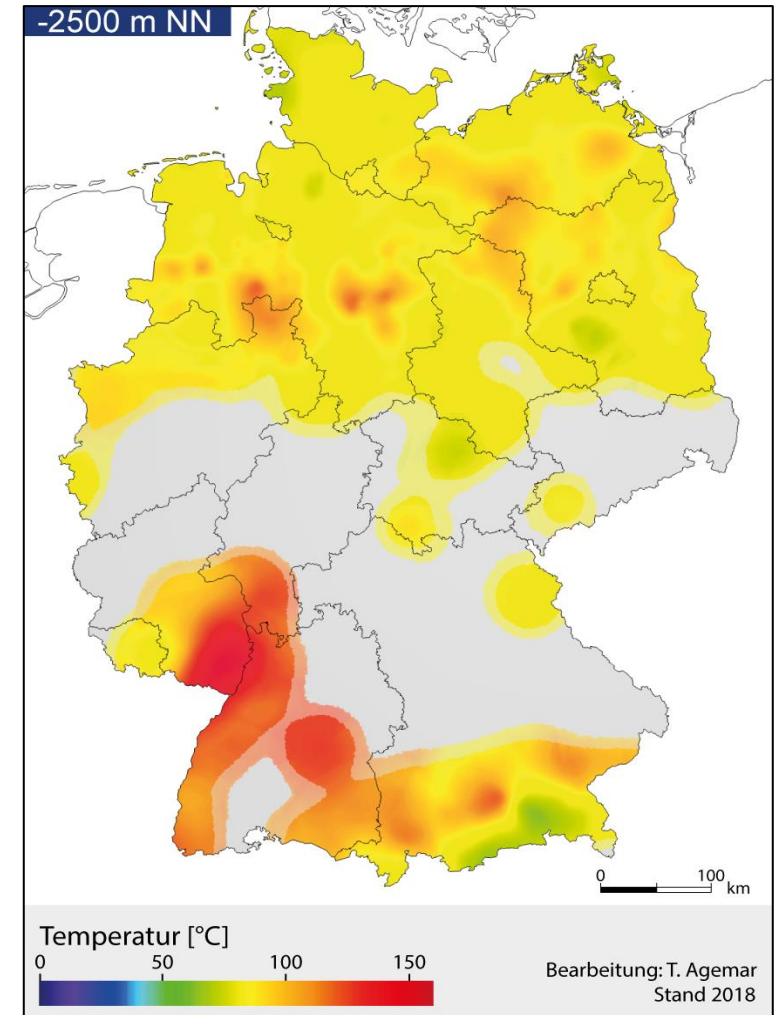 -2500 m NN
0 100
km
Temperatur [°C]
0 50 100 150
Bearbeitung: T. Agemar
Stand 2018